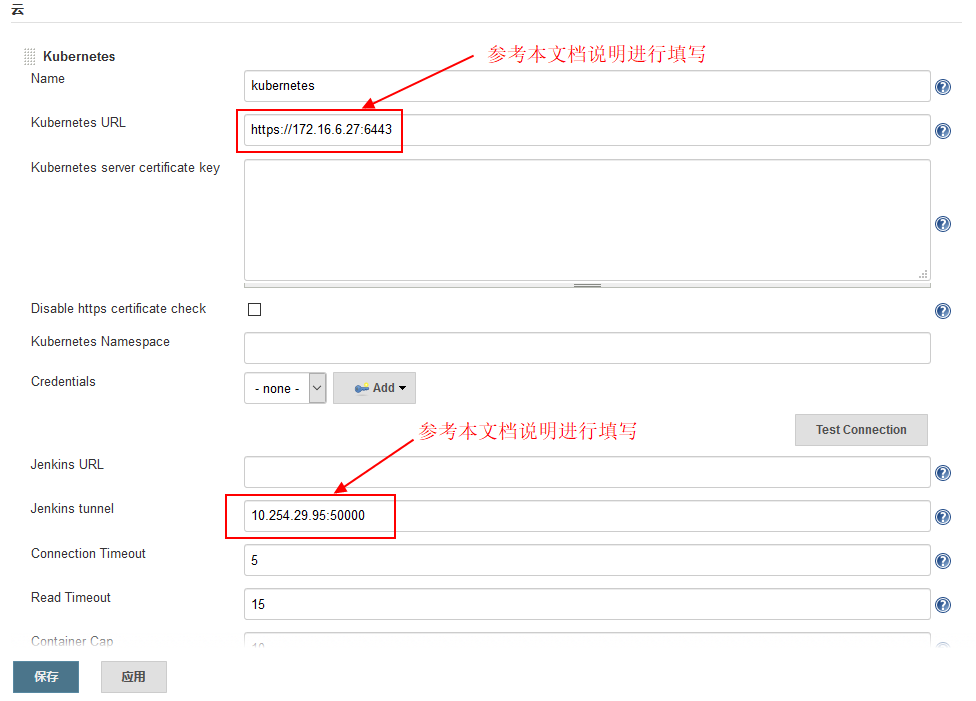 云
Kubernetes
参考本文档说明进行填写
Name
kubernetes
Kubernetes URL
https://172.16.6.27:6443
Kubernetes server certificate key
Disable https certificate check
Kubernetes Namespace
Credentials
- none -
Add
参考本文档说明进行填写
Test Connection
Jenkins URL
Jenkins tunnel
10.254.29.95:50000
Connection Timeout
5
Read Timeout
15
Container Cap
保存
应用